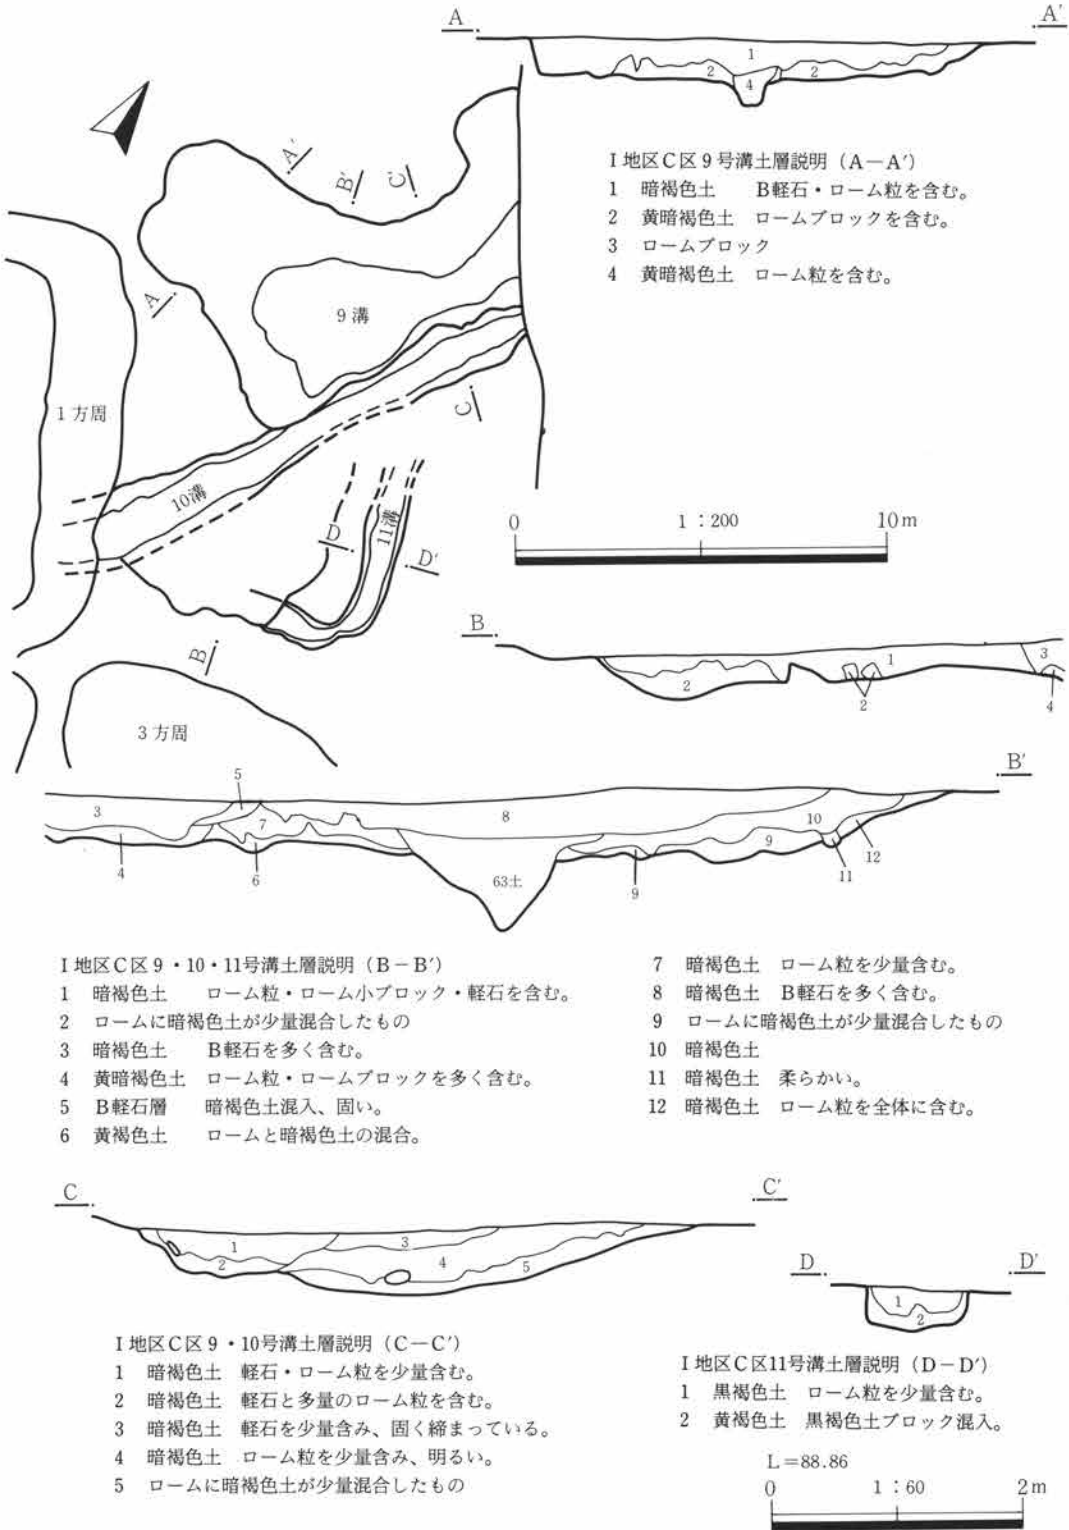 A A′
1
2 2
4
Ⅰ地区C区9号溝土層説明(A-A′)
1 暗褐色土 B軽石・ローム粒を含む。
2 黄暗褐色土 ロームブロックを含む。
3 ロームブロック
4 黄暗褐色土 ローム粒を含む。
A′
B′
C′
A
9溝
1方周
C
10溝
11溝
D
D′
B
3方周
0 1:200 10m
B
1
3
2
2
4
B′
5
3
7
8
10
9
4
6
63土
9
11
12
Ⅰ地区C区9・10・11号溝土層説明(B-B′)
1 暗褐色土 ローム粒・ローム小ブロック・軽石を含む。
2 ロームに暗褐色土が少量混合したもの
3 暗褐色土 B軽石を多く含む。
4 黄暗褐色土 ローム粒・ロームブロックを多く含む。
5 B軽石層 暗褐色土混入、固い。
6 黄褐色土 ロームと暗褐色土の混合。
7 暗褐色土 ローム粒を少量含む。
8 暗褐色土 B軽石を多く含む。
9 ロームに暗褐色土が少量混合したもの
10 暗褐色土
11 暗褐色土 柔らかい。
12 暗褐色土 ローム粒を全体に含む。
C C′
1
3
2
4
5
Ⅰ地区C区9・10号溝土層説明(C-C′)
1 暗褐色土 軽石・ローム粒を少量含む。
2 暗褐色土 軽石と多量のローム粒を含む。
3 暗褐色土 軽石を少量含み、固く締まっている。
4 暗褐色土 ローム粒を少量含み、明るい。
5 ロームに暗褐色土が少量混合したもの
D D′
1
2
Ⅰ地区C区11号溝土層説明(D-D′)
1 黒褐色土 ローム粒を少量含む。
2 黄褐色土 黒褐色土ブロック混入。
L=88.86
0 1:60 2m